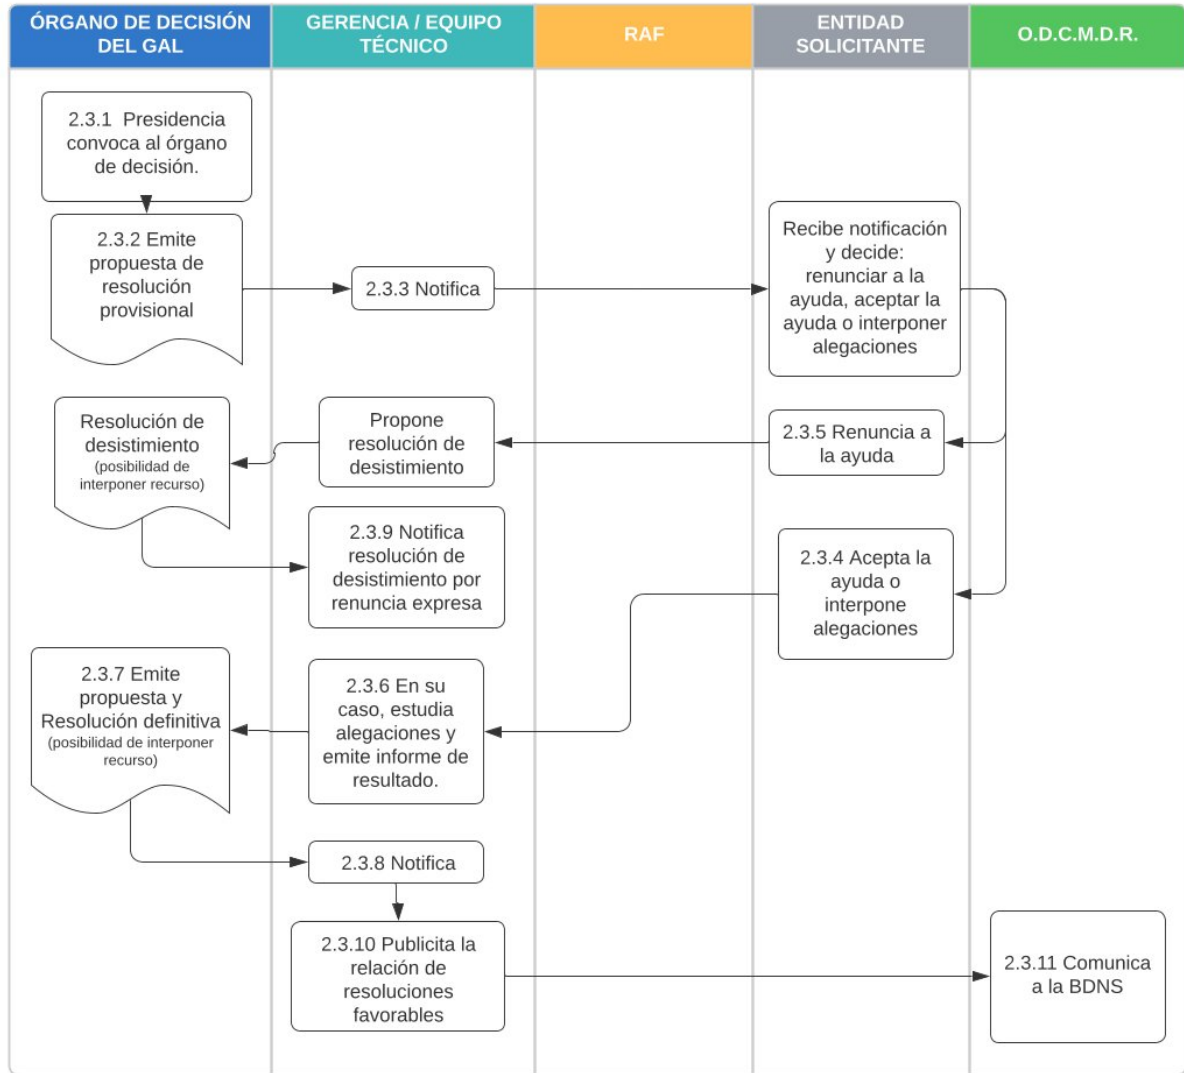 ÓRGANO DE DECISIÓN
DEL GAL
GERENCIA / EQUIPO
TÉCNICO
RAF
ENTIDAD
SOLICITANTE
O.D.C.M.D.R.
2.3.1 Presidencia
convoca al órgano
de decisión.
2.3.2 Emite
propuesta de
resolución
provisional
2.3.3 Notifica
Recibe notificación
y decide:
renunciar a la
ayuda, aceptar la
ayuda o interponer
alegaciones
Resolución de
desistimiento
(posibilidad de
interponer recurso)
Propone
resolución de
desistimiento
2.3.5 Renuncia a
la ayuda
2.3.9 Notifica
resolución de
desistimiento por
renuncia expresa
2.3.4 Acepta la
ayuda o
interpone
alegaciones
2.3.7 Emite
propuesta y
Resolución definitiva
(posibilidad de interponer
recurso)
2.3.6 En su
caso, estudia
alegaciones y
emite informe de
resultado.
2.3.8 Notifica
2.3.10 Publicita la
relación de
resoluciones
favorables
2.3.11 Comunica
a la BDNS